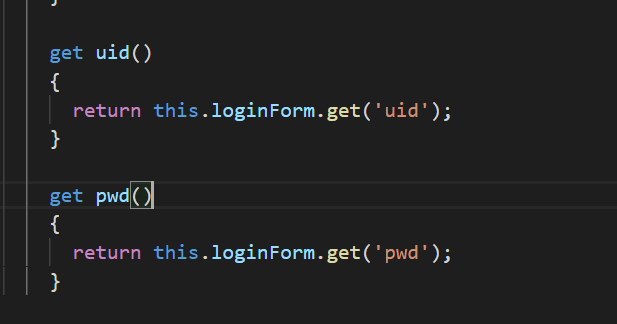 }
get uid()
{
return this.loginForm.get('uid');
}
get pwd()
{
return this.loginForm.get('pwd');
}